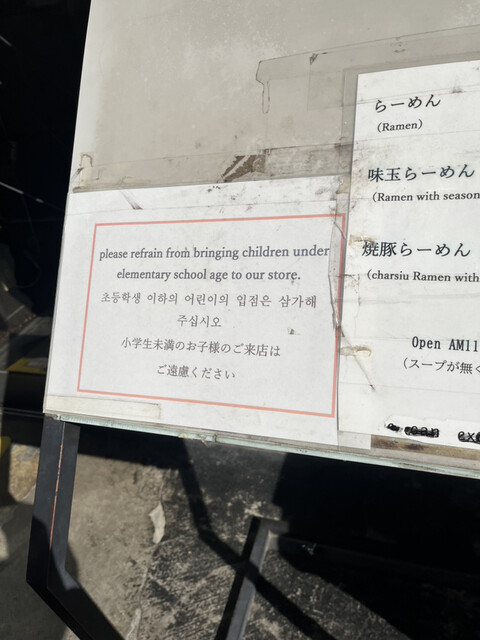 please refrain from bringing children under
elementary school age to our store.
초등학생 이하의 어린이의 입점은 삼가해
주십시오
小学生未満のお子様のご来店は
ご遠慮ください
らーめん
(Ramen)
味玉らーめん
(Ramen with season
焼豚らーめん
(charsiu Ramen with
Open AM11
(スープが無く